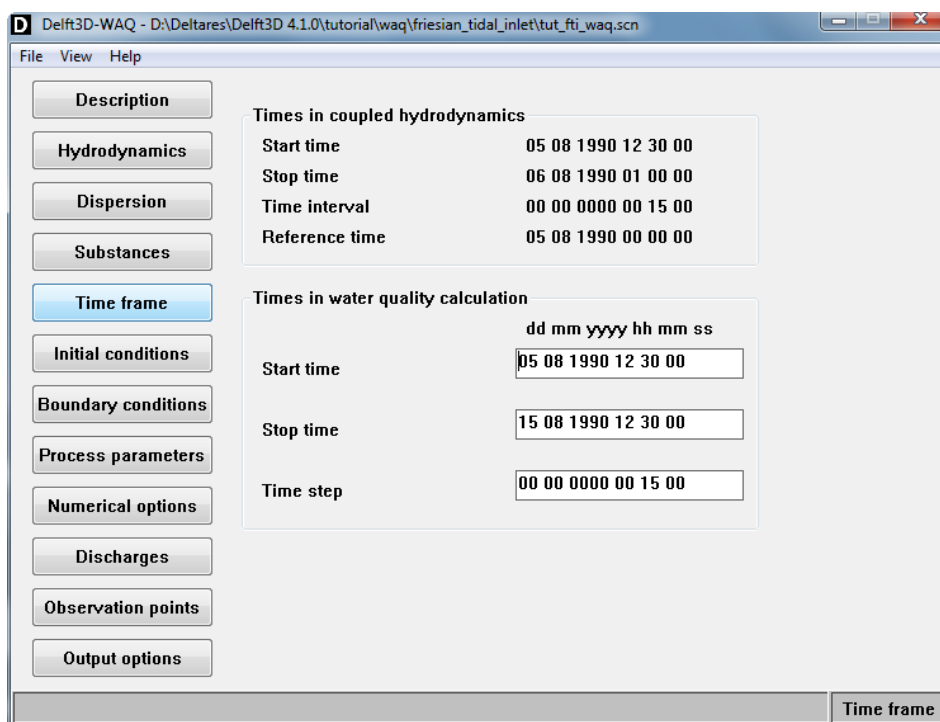 D Delft3D-WAQ - D:\Deltares\Delft3D 4.1.0\tutorial\waq\friesian_tidal_inlet\tut_fti_waq.scn
File View Help
Description
Hydrodynamics
Dispersion
Substances
Time frame
Initial conditions
Boundary conditions
Process parameters
Numerical options
Discharges
Observation points
Output options
Times in coupled hydrodynamics
Start time 05 08 1990 12 30 00
Stop time 06 08 1990 01 00 00
Time interval 00 00 0000 00 15 00
Reference time 05 08 1990 00 00 00
Times in water quality calculation
dd mm yyyy hh mm ss
Start time 05 08 1990 12 30 00
Stop time 15 08 1990 12 30 00
Time step 00 00 0000 00 15 00
Time frame